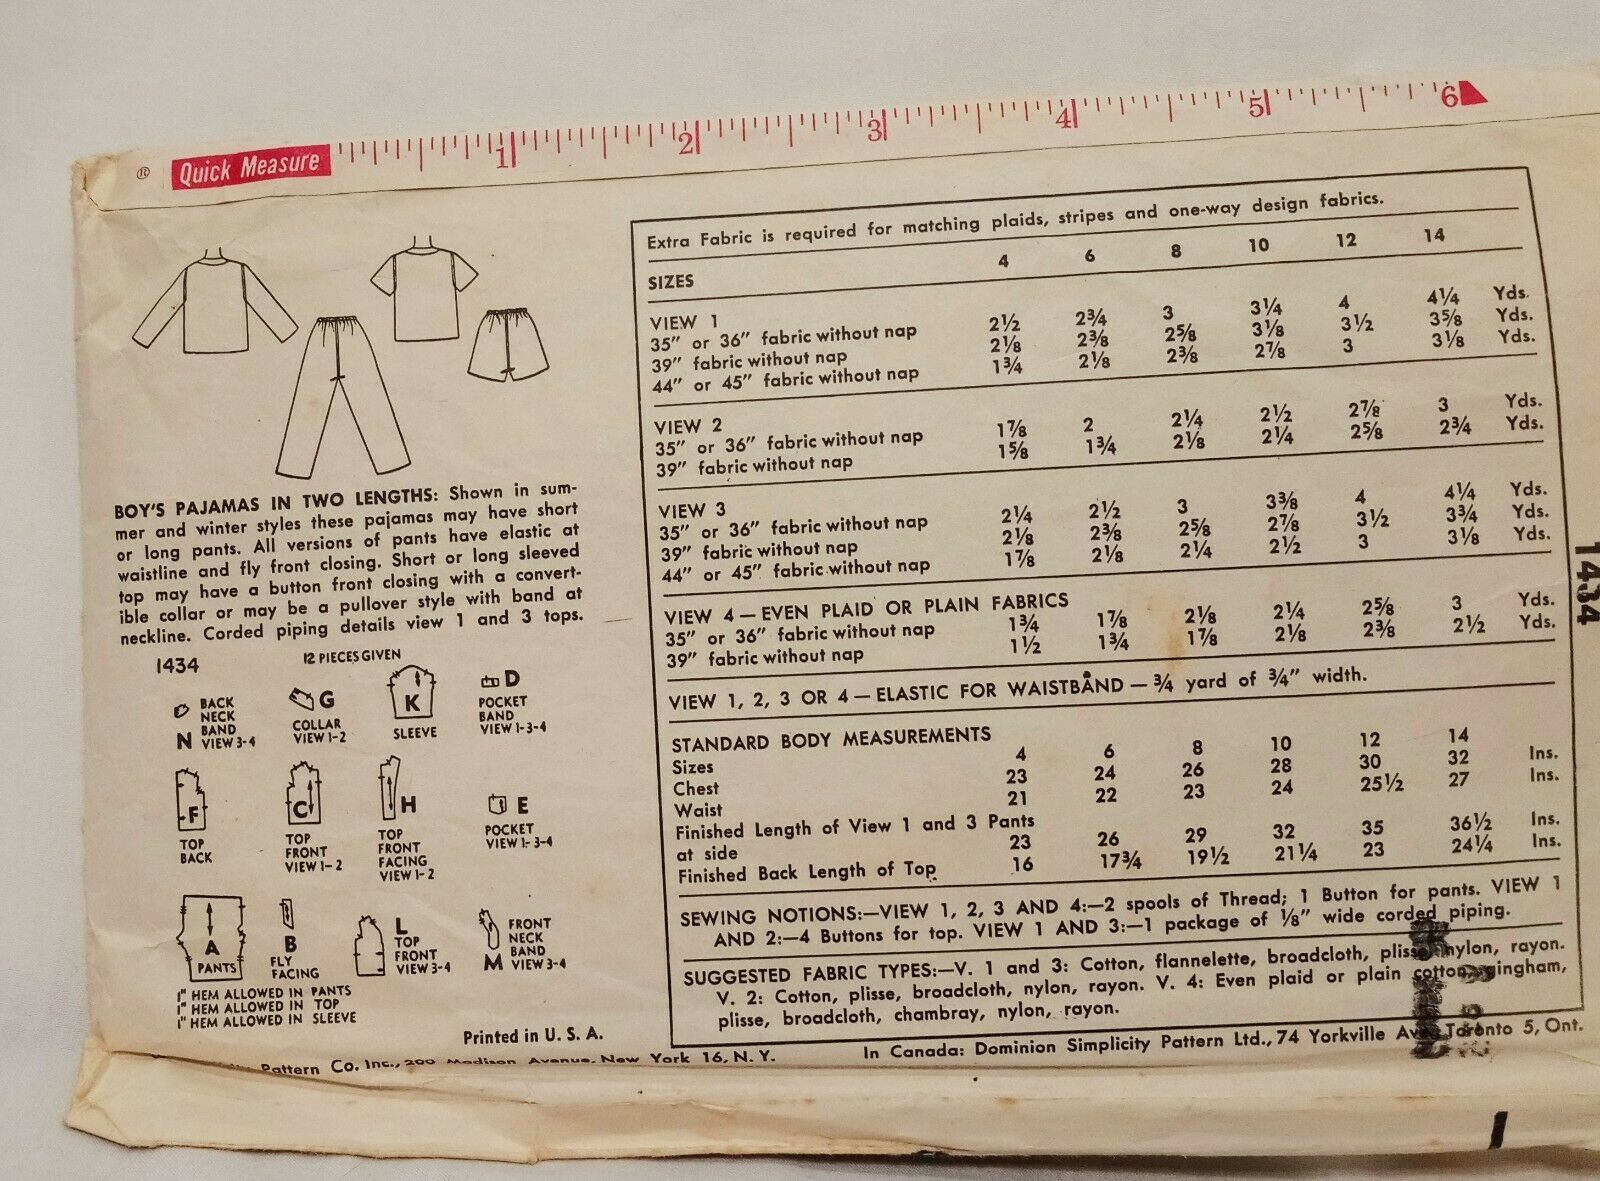 ® Quick Measure 1 2 3 4 5 6
BOY'S PAJAMAS IN TWO LENGTHS: Shown in sum-
mer and winter styles these pajamas may have short
or long pants. All versions of pants have elastic at
waistline and fly front closing. Short or long sleeved
top may have a button front closing with a convert-
ible collar or may be a pullover style with band at
neckline. Corded piping details view 1 and 3 tops.
1434 12 PIECES GIVEN
BACK
NECK
BAND
N VIEW 3-4
G
COLLAR
VIEW 1-2
K
SLEEVE
D
POCKET
BAND
VIEW 1-3-4
F
TOP
BACK
C
TOP
FRONT
VIEW 1-2
H
TOP
FRONT
FACING
VIEW 1-2
E
POCKET
VIEW 1-3-4
A
PANTS
B
FLY
FACING
L
TOP
FRONT
VIEW 3-4
FRONT
NECK
BAND
M VIEW 3-4
1" HEM ALLOWED IN PANTS
1" HEM ALLOWED IN TOP
1" HEM ALLOWED IN SLEEVE
Printed in U. S. A.
Extra Fabric is required for matching plaids, stripes and one-way design fabrics.
SIZES 4 6 8 10 12 14
VIEW 1
35" or 36" fabric without nap 2½ 2¾ 3 3¼ 4 4¼ Yds.
39" fabric without nap 2⅛ 2⅜ 2⅝ 3⅛ 3½ 3⅝ Yds.
44" or 45" fabric without nap 1¾ 2⅛ 2⅜ 2⅞ 3 3⅛ Yds.
VIEW 2
35" or 36" fabric without nap 1⅞ 2 2¼ 2½ 2⅞ 3 Yds.
39" fabric without nap 1⅝ 1¾ 2⅛ 2¼ 2⅝ 2¾ Yds.
VIEW 3
35" or 36" fabric without nap 2¼ 2½ 3 3⅜ 4 4¼ Yds.
39" fabric without nap 2⅛ 2⅜ 2⅝ 2⅞ 3½ 3¾ Yds.
44" or 45" fabric without nap 1⅞ 2⅛ 2¼ 2½ 3 3⅛ Yds.
VIEW 4—EVEN PLAID OR PLAIN FABRICS
35" or 36" fabric without nap 1¾ 1⅞ 2⅛ 2¼ 2⅝ 3 Yds.
39" fabric without nap 1½ 1¾ 1⅞ 2⅛ 2⅜ 2½ Yds.
VIEW 1, 2, 3 OR 4—ELASTIC FOR WAISTBAND—¾ yard of ¾" width.
STANDARD BODY MEASUREMENTS
Sizes 4 6 8 10 12 14
Chest 23 24 26 28 30 32 Ins.
Waist 21 22 23 24 25½ 27 Ins.
Finished Length of View 1 and 3 Pants
at side 23 26 29 32 35 36½ Ins.
Finished Back Length of Top 16 17¾ 19½ 21¼ 23 24¼ Ins.
SEWING NOTIONS:—VIEW 1, 2, 3 AND 4:—2 spools of Thread; 1 Button for pants. VIEW 1
AND 2:—4 Buttons for top. VIEW 1 AND 3:—1 package of ⅛" wide corded piping.
SUGGESTED FABRIC TYPES:—V. 1 and 3: Cotton, flannelette, broadcloth, plisse, nylon, rayon.
V. 2: Cotton, plisse, broadcloth, nylon, rayon. V. 4: Even plaid or plain cotton, gingham,
plisse, broadcloth, chambray, nylon, rayon.
Pattern Co. Inc., 200 Madison Avenue, New York 16, N. Y. In Canada: Dominion Simplicity Pattern Ltd., 74 Yorkville Toronto 5, Ont.
1434